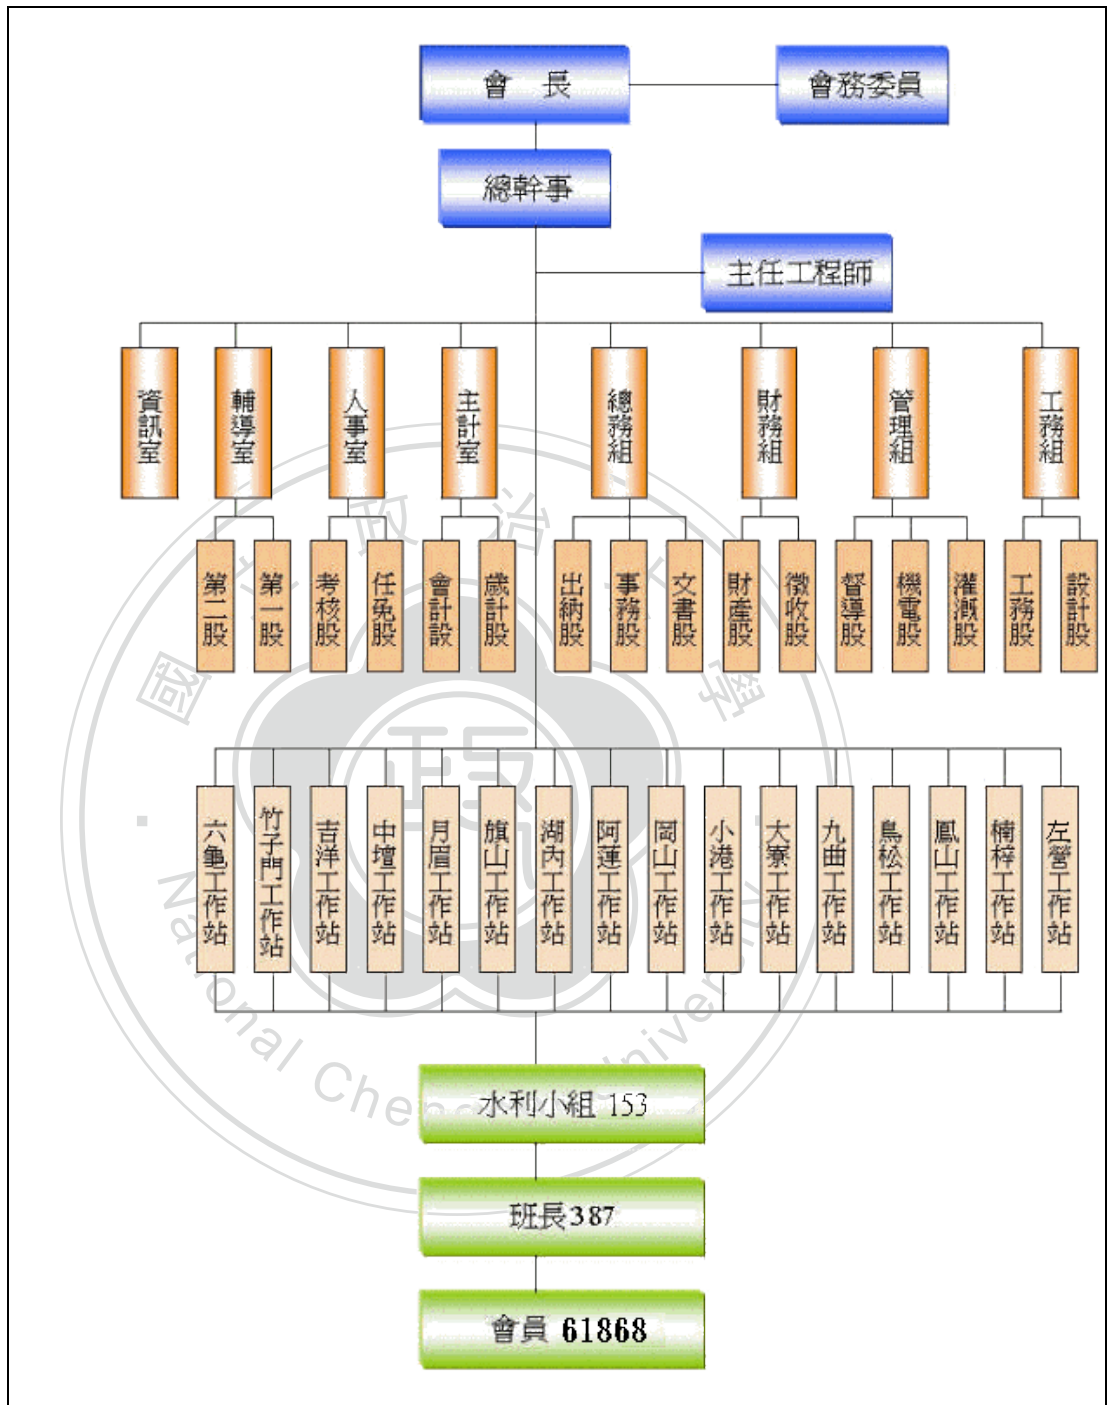 會 長
會務委員
總幹事
主任工程師
資訊室
輔導室
人事室
主計室
總務組
財務組
管理組
工務組
第二股
第一股
考核股
任免股
會計設
歲計股
出納股
事務股
文書股
財產股
徵收股
督導股
機電股
灌溉股
工務股
設計股
六龜工作站
竹子門工作站
吉洋工作站
中壇工作站
月眉工作站
旗山工作站
湖內工作站
阿蓮工作站
岡山工作站
小港工作站
大寮工作站
九曲工作站
鳥松工作站
鳳山工作站
楠梓工作站
左營工作站
水利小組 153
班長387
會員 61868